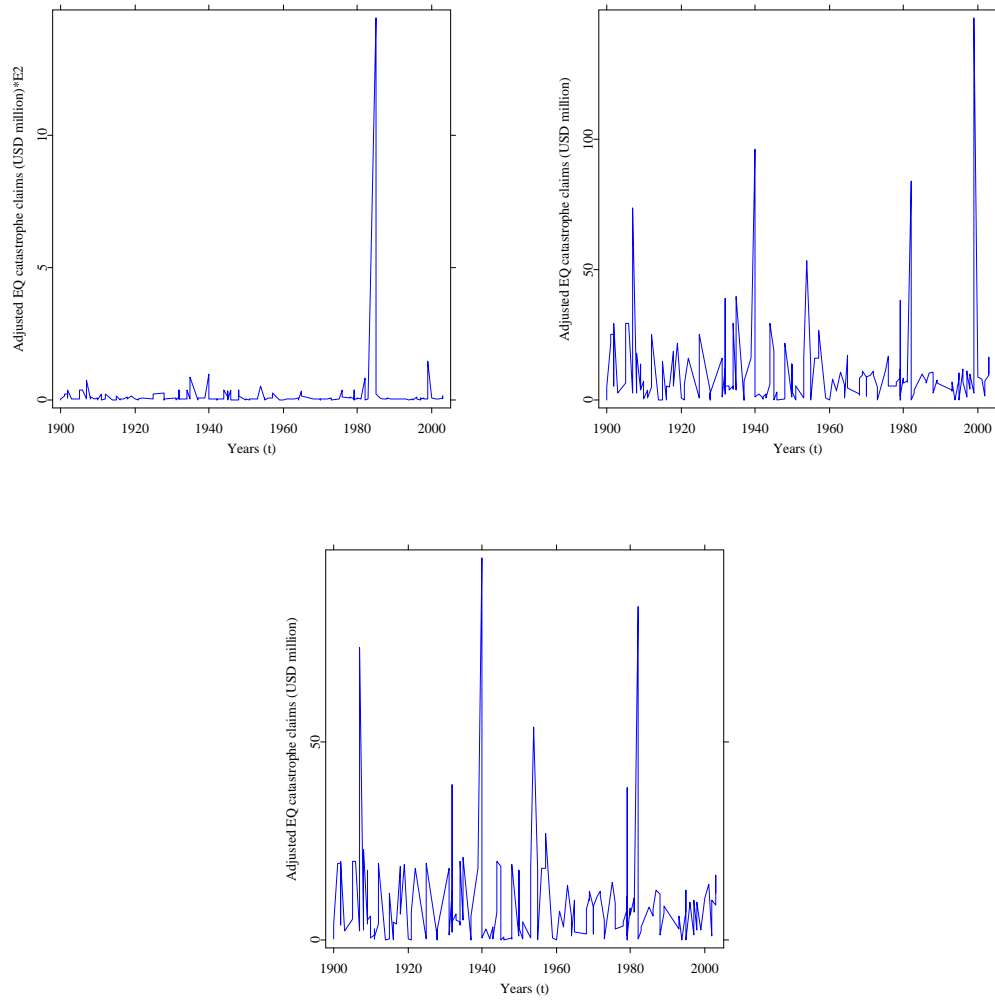 Adjusted EQ catastrophe claims (USD million)*E2
10
5
0
1900 1920 1940 1960 1980 2000
Years (t)
Adjusted EQ catastrophe claims (USD million)
100
50
0
1900 1920 1940 1960 1980 2000
Years (t)
Adjusted EQ catastrophe claims (USD million)
50
0
1900 1920 1940 1960 1980 2000
Years (t)